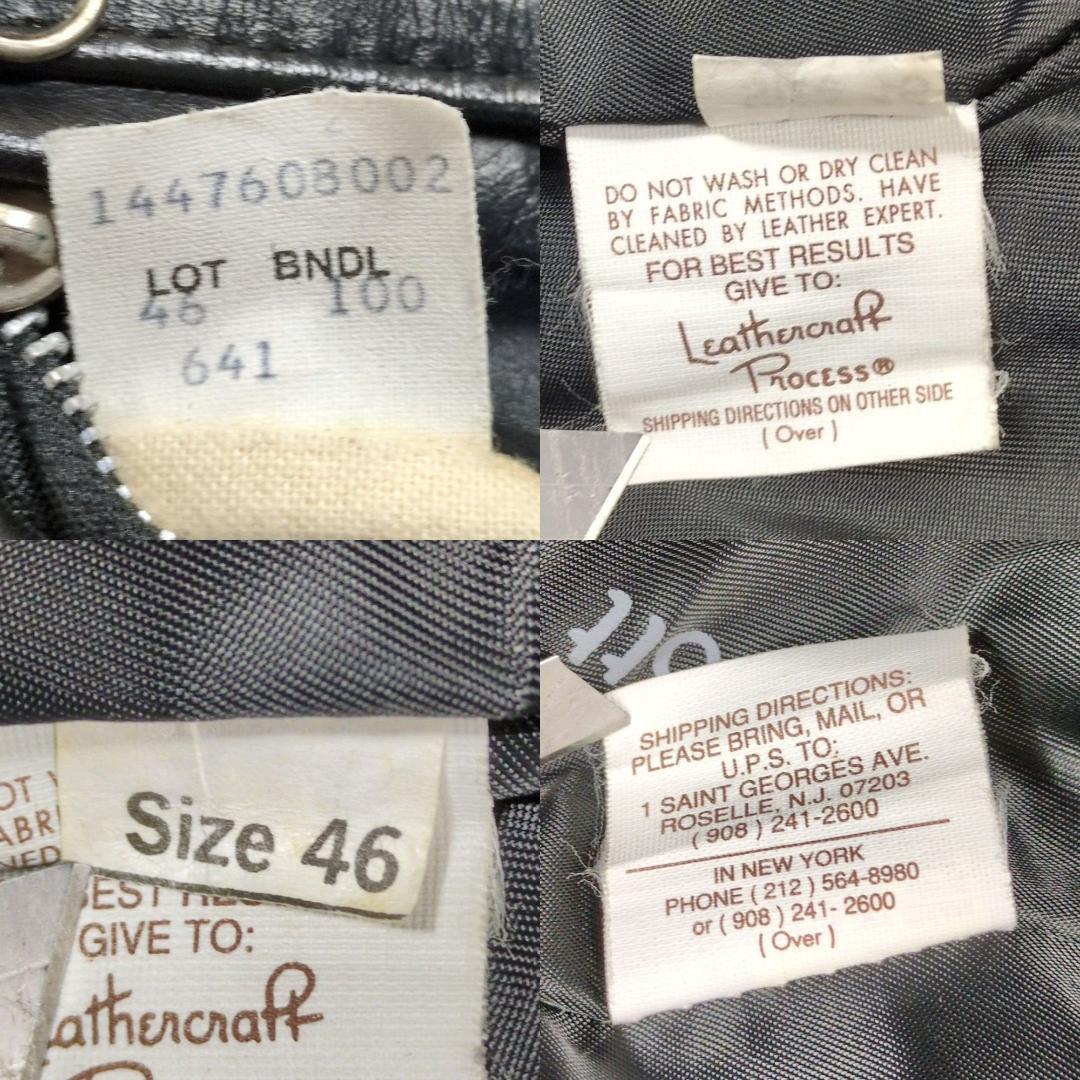 1447608002
LOT BNDL
46 100
641
DO NOT WASH OR DRY CLEAN
BY FABRIC METHODS. HAVE
CLEANED BY LEATHER EXPERT.
FOR BEST RESULTS
GIVE TO:
Leathercraft
Process®
SHIPPING DIRECTIONS ON OTHER SIDE
( Over )
Size 46
GIVE TO:
athercraft
SHIPPING DIRECTIONS:
PLEASE BRING, MAIL, OR
U.P.S. TO:
1 SAINT GEORGES AVE.
ROSELLE, N.J. 07203
( 908 ) 241-2600
IN NEW YORK
PHONE ( 212 ) 564-8980
or ( 908 ) 241- 2600
( Over )